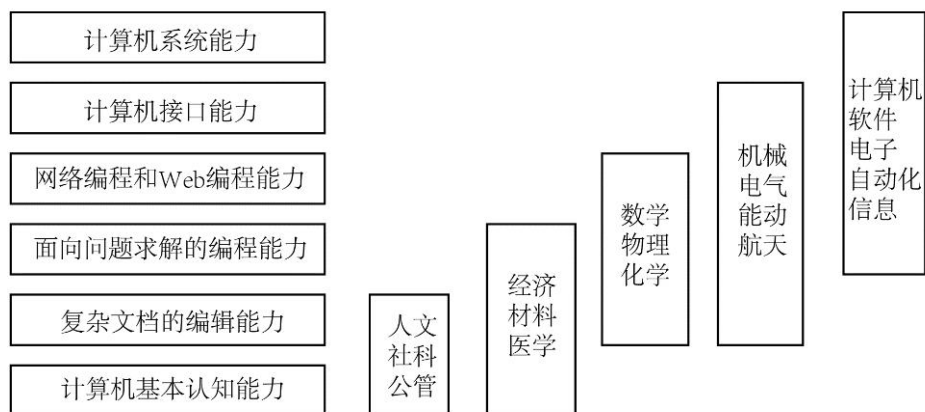 计算机系统能力
计算机接口能力
网络编程和Web编程能力
面向问题求解的编程能力
复杂文档的编辑能力
计算机基本认知能力
人文
社科
公管
经济
材料
医学
数学
物理
化学
机械
电气
能动
航天
计算机
软件
电子
自动化
信息